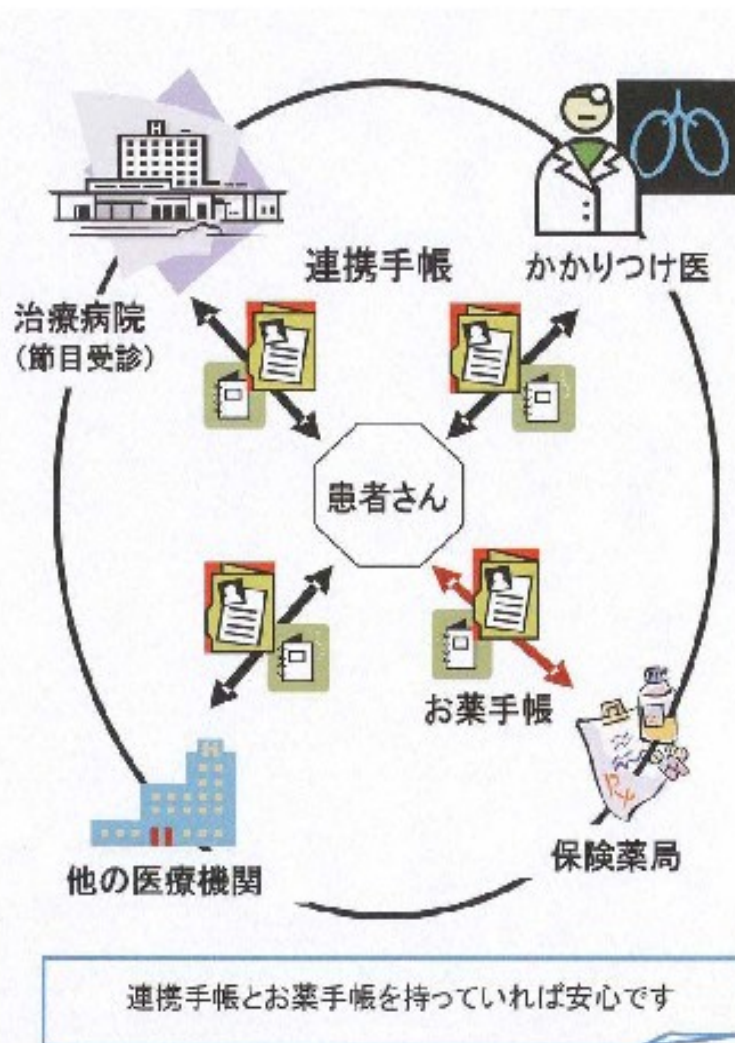 連携手帳
かかりつけ医
治療病院
(節目受診)
患者さん
お薬手帳
保険薬局
他の医療機関
連携手帳とお薬手帳を持っていれば安心です